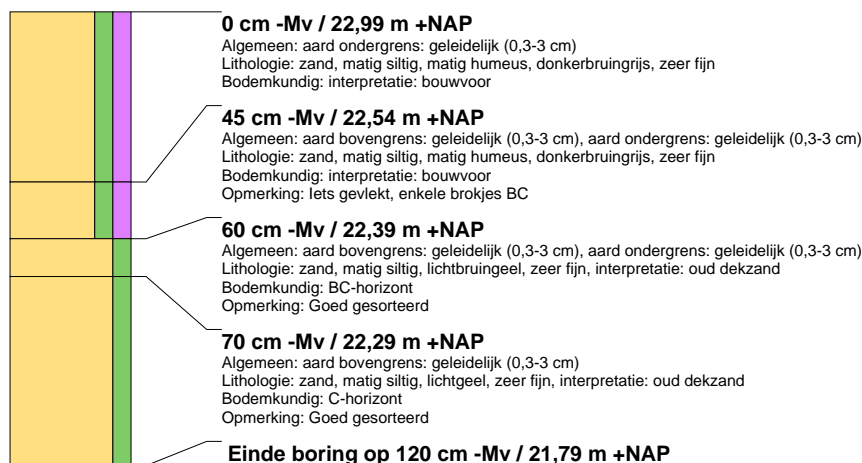 0 cm -Mv / 22,99 m +NAP
Algemeen: aard ondergrens: geleidelijk (0,3-3 cm)
Lithologie: zand, matig siltig, matig humeus, donkerbruingrijs, zeer fijn
Bodemkundig: interpretatie: bouwvoor
45 cm -Mv / 22,54 m +NAP
Algemeen: aard bovengrens: geleidelijk (0,3-3 cm), aard ondergrens: geleidelijk (0,3-3 cm)
Lithologie: zand, matig siltig, matig humeus, donkerbruingrijs, zeer fijn
Bodemkundig: interpretatie: bouwvoor
Opmerking: Iets gevlekt, enkele brokjes BC
60 cm -Mv / 22,39 m +NAP
Algemeen: aard bovengrens: geleidelijk (0,3-3 cm), aard ondergrens: geleidelijk (0,3-3 cm)
Lithologie: zand, matig siltig, lichtbruingeel, zeer fijn, interpretatie: oud dekzand
Bodemkundig: BC-horizont
Opmerking: Goed gesorteerd
70 cm -Mv / 22,29 m +NAP
Algemeen: aard bovengrens: geleidelijk (0,3-3 cm)
Lithologie: zand, matig siltig, lichtgeel, zeer fijn, interpretatie: oud dekzand
Bodemkundig: C-horizont
Opmerking: Goed gesorteerd
Einde boring op 120 cm -Mv / 21,79 m +NAP